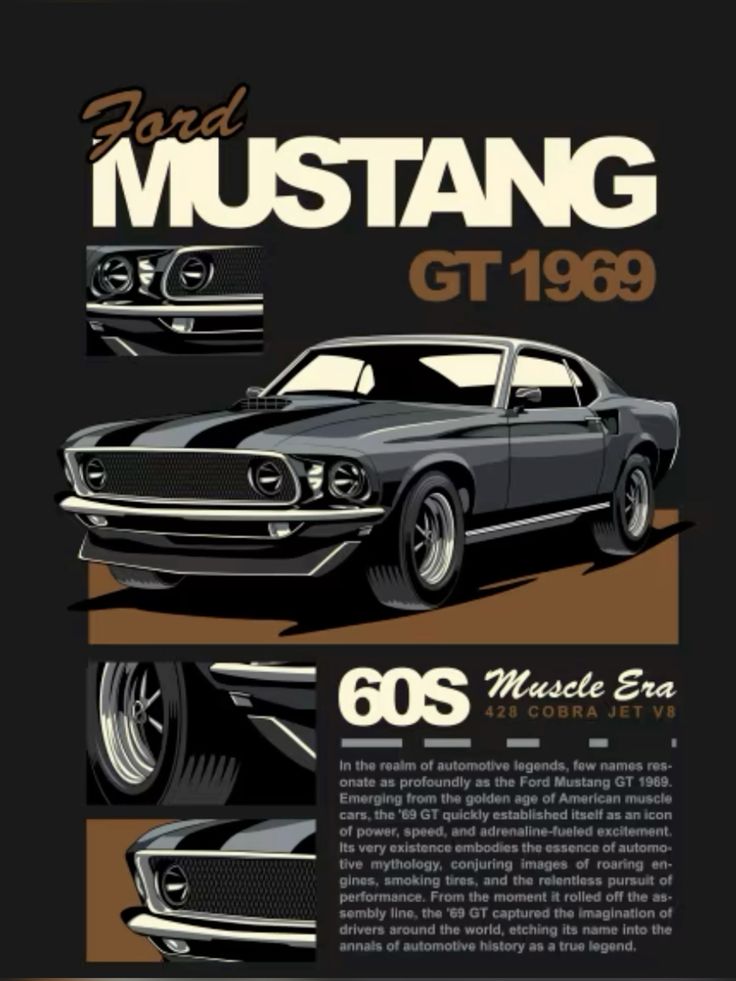 Ford
MUSTANG
GT 1969
60S
Muscle Era
428 COBRA JET V8
In the realm of automotive legends, few names res-
onate as profoundly as the Ford Mustang GT 1969.
Emerging from the golden age of American muscle
cars, the '69 GT quickly established itself as an icon
of power, speed, and adrenaline-fueled excitement.
Its very existence embodies the essence of automo-
tive mythology, conjuring images of roaring en-
gines, smoking tires, and the relentless pursuit of
performance. From the moment it rolled off the as-
sembly line, the '69 GT captured the imagination of
drivers around the world, etching its name into the
annals of automotive history as a true legend.